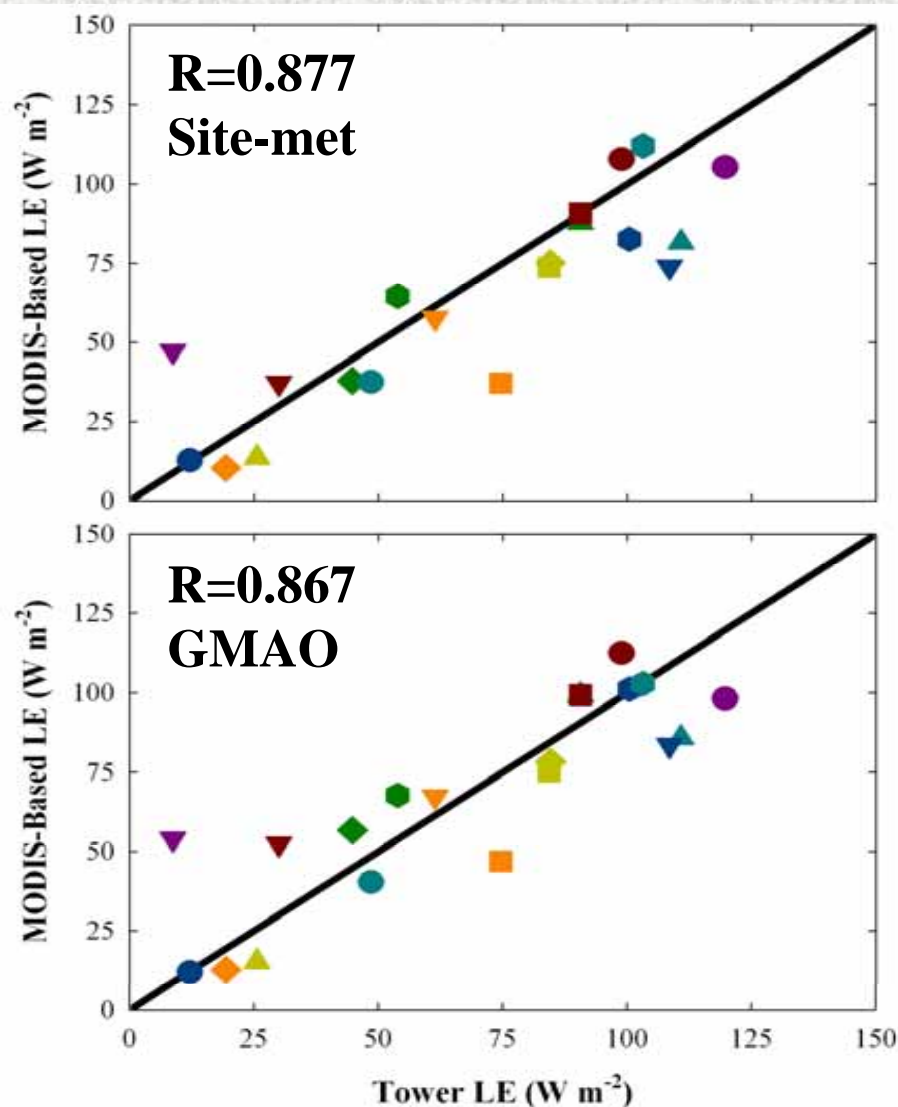 R=0.877
Site-met
150
125
100
75
50
25
0
MODIS-Based LE (W m-2)
R=0.867
GMAO
150
125
100
75
50
25
0
MODIS-Based LE (W m-2)
0 25 50 75 100 125 150
Tower LE (W m-2)